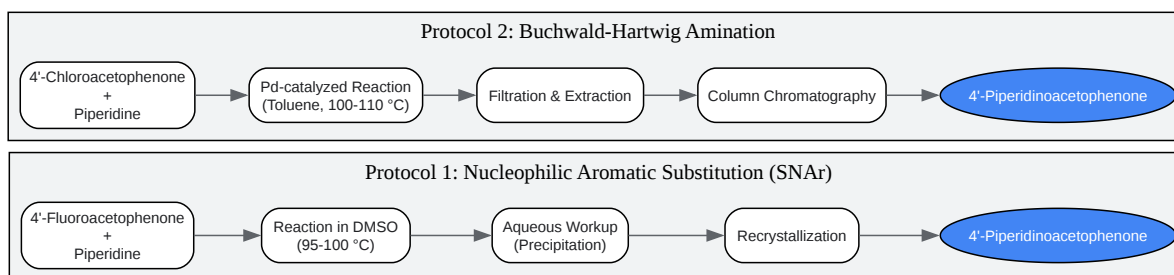 Protocol 2: Buchwald-Hartwig Amination
4'-Chloroacetophenone
+
Piperidine
Pd-catalyzed Reaction
(Toluene, 100-110 °C)
Filtration & Extraction
Column Chromatography
4'-Piperidinoacetophenone
Protocol 1: Nucleophilic Aromatic Substitution (SNAr)
4'-Fluoroacetophenone
+
Piperidine
Reaction in DMSO
(95-100 °C)
Aqueous Workup
(Precipitation)
Recrystallization
4'-Piperidinoacetophenone